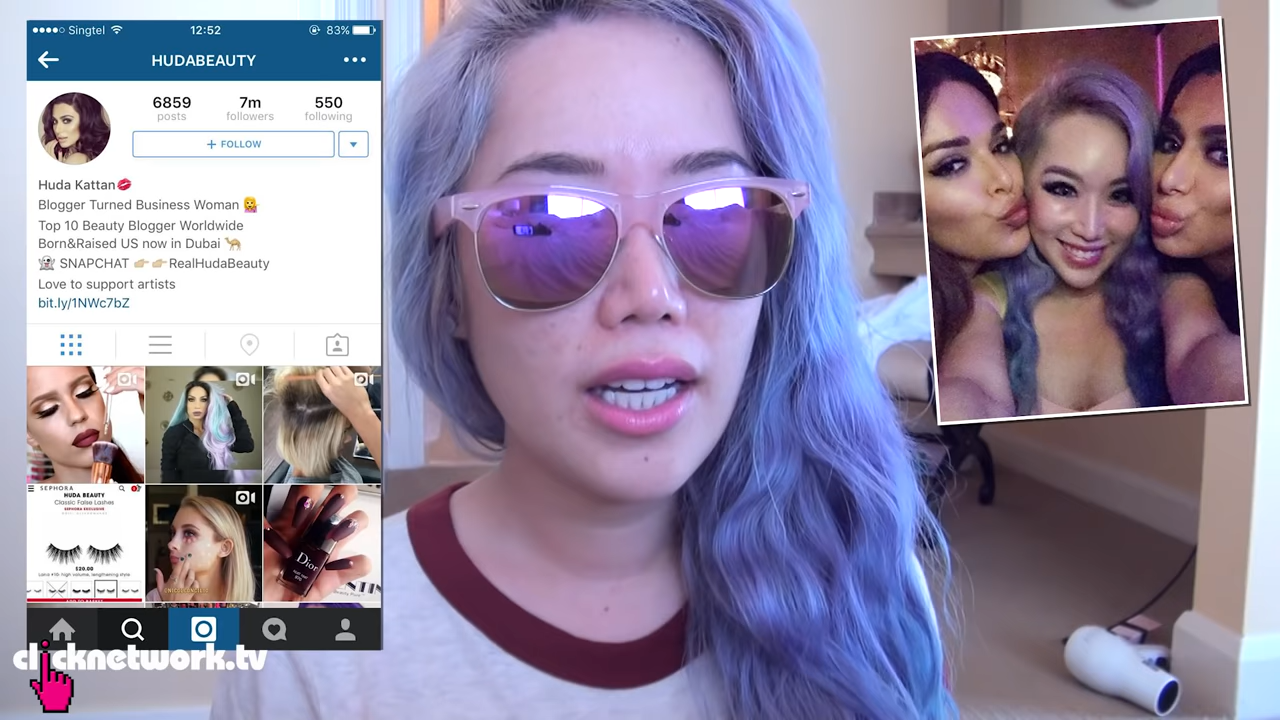 Singtel 12:52 83%
HUDABEAUTY
6859 7m 550
posts followers following
+ FOLLOW
Huda Kattan
Blogger Turned Business Woman
Top 10 Beauty Blogger Worldwide
Born&Raised US now in Dubai
SNAPCHAT RealHudaBeauty
Love to support artists
bit.ly/1NWc7bZ
SEPHORA
HUDA BEAUTY
Classic False Lashes
SEPHORA EXCLUSIVE
$20.00
Dior
clicknetwork.tv